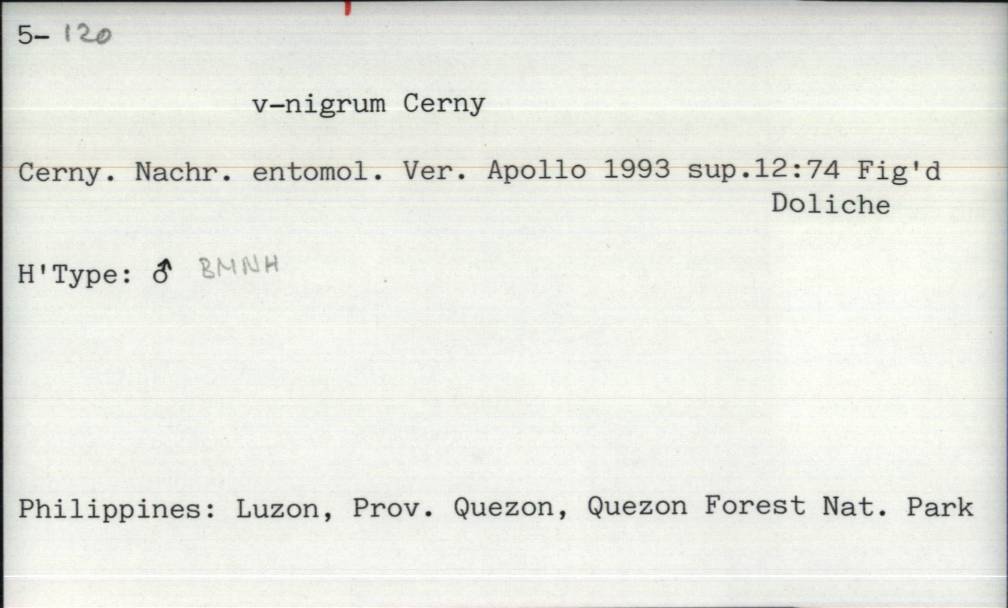 5- 120
v-nigrum Cerny
Cerny. Nachr. entomol. Ver. Apollo 1993 sup.12:74 Fig'd
Doliche
H'Type: ♂ BMNH
Philippines: Luzon, Prov. Quezon, Quezon Forest Nat. Park